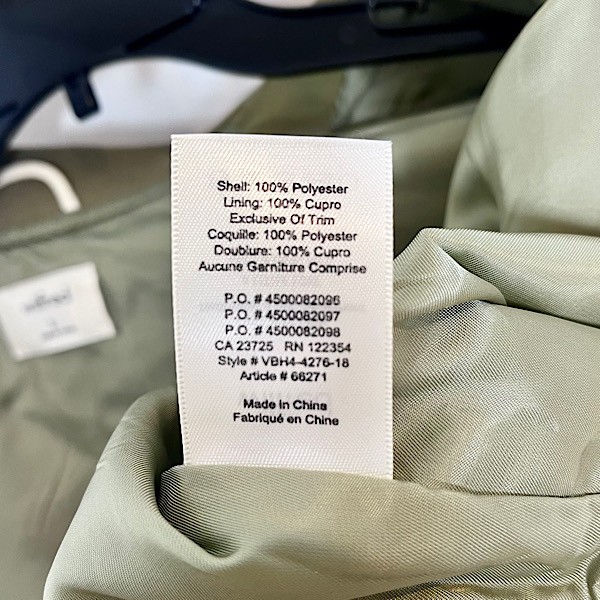 Shell: 100% Polyester
Lining: 100% Cupro
Exclusive Of Trim
Coquille: 100% Polyester
Doublure: 100% Cupro
Aucune Garniture Comprise
P.O. # 4500082096
P.O. # 4500082097
P.O. # 4500082098
CA 23725 RN 122354
Style # VBH4-4276-18
Article # 66271
Made in China
Fabriqué en Chine